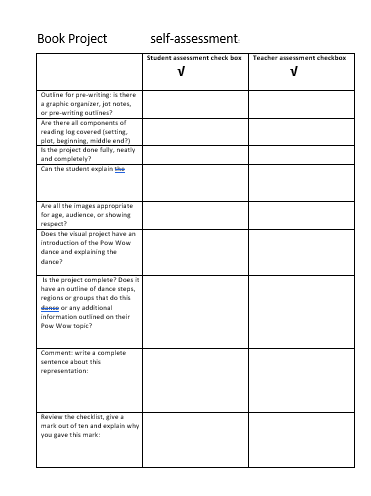 Book Project self-assessment
Student assessment check box
√
Teacher assessment checkbox
√
Outline for pre-writing: is there
a graphic organizer, jot notes,
or pre-writing outlines?
Are there all components of
reading log covered (setting,
plot, beginning, middle end?)
Is the project done fully, neatly
and completely?
Can the student explain the
Are all the images appropriate
for age, audience, or showing
respect?
Does the visual project have an
introduction of the Pow Wow
dance and explaining the
dance?
Is the project complete? Does it
have an outline of dance steps,
regions or groups that do this
dance or any additional
information outlined on their
Pow Wow topic?
Comment: write a complete
sentence about this
representation:
Review the checklist, give a
mark out of ten and explain why
you gave this mark: